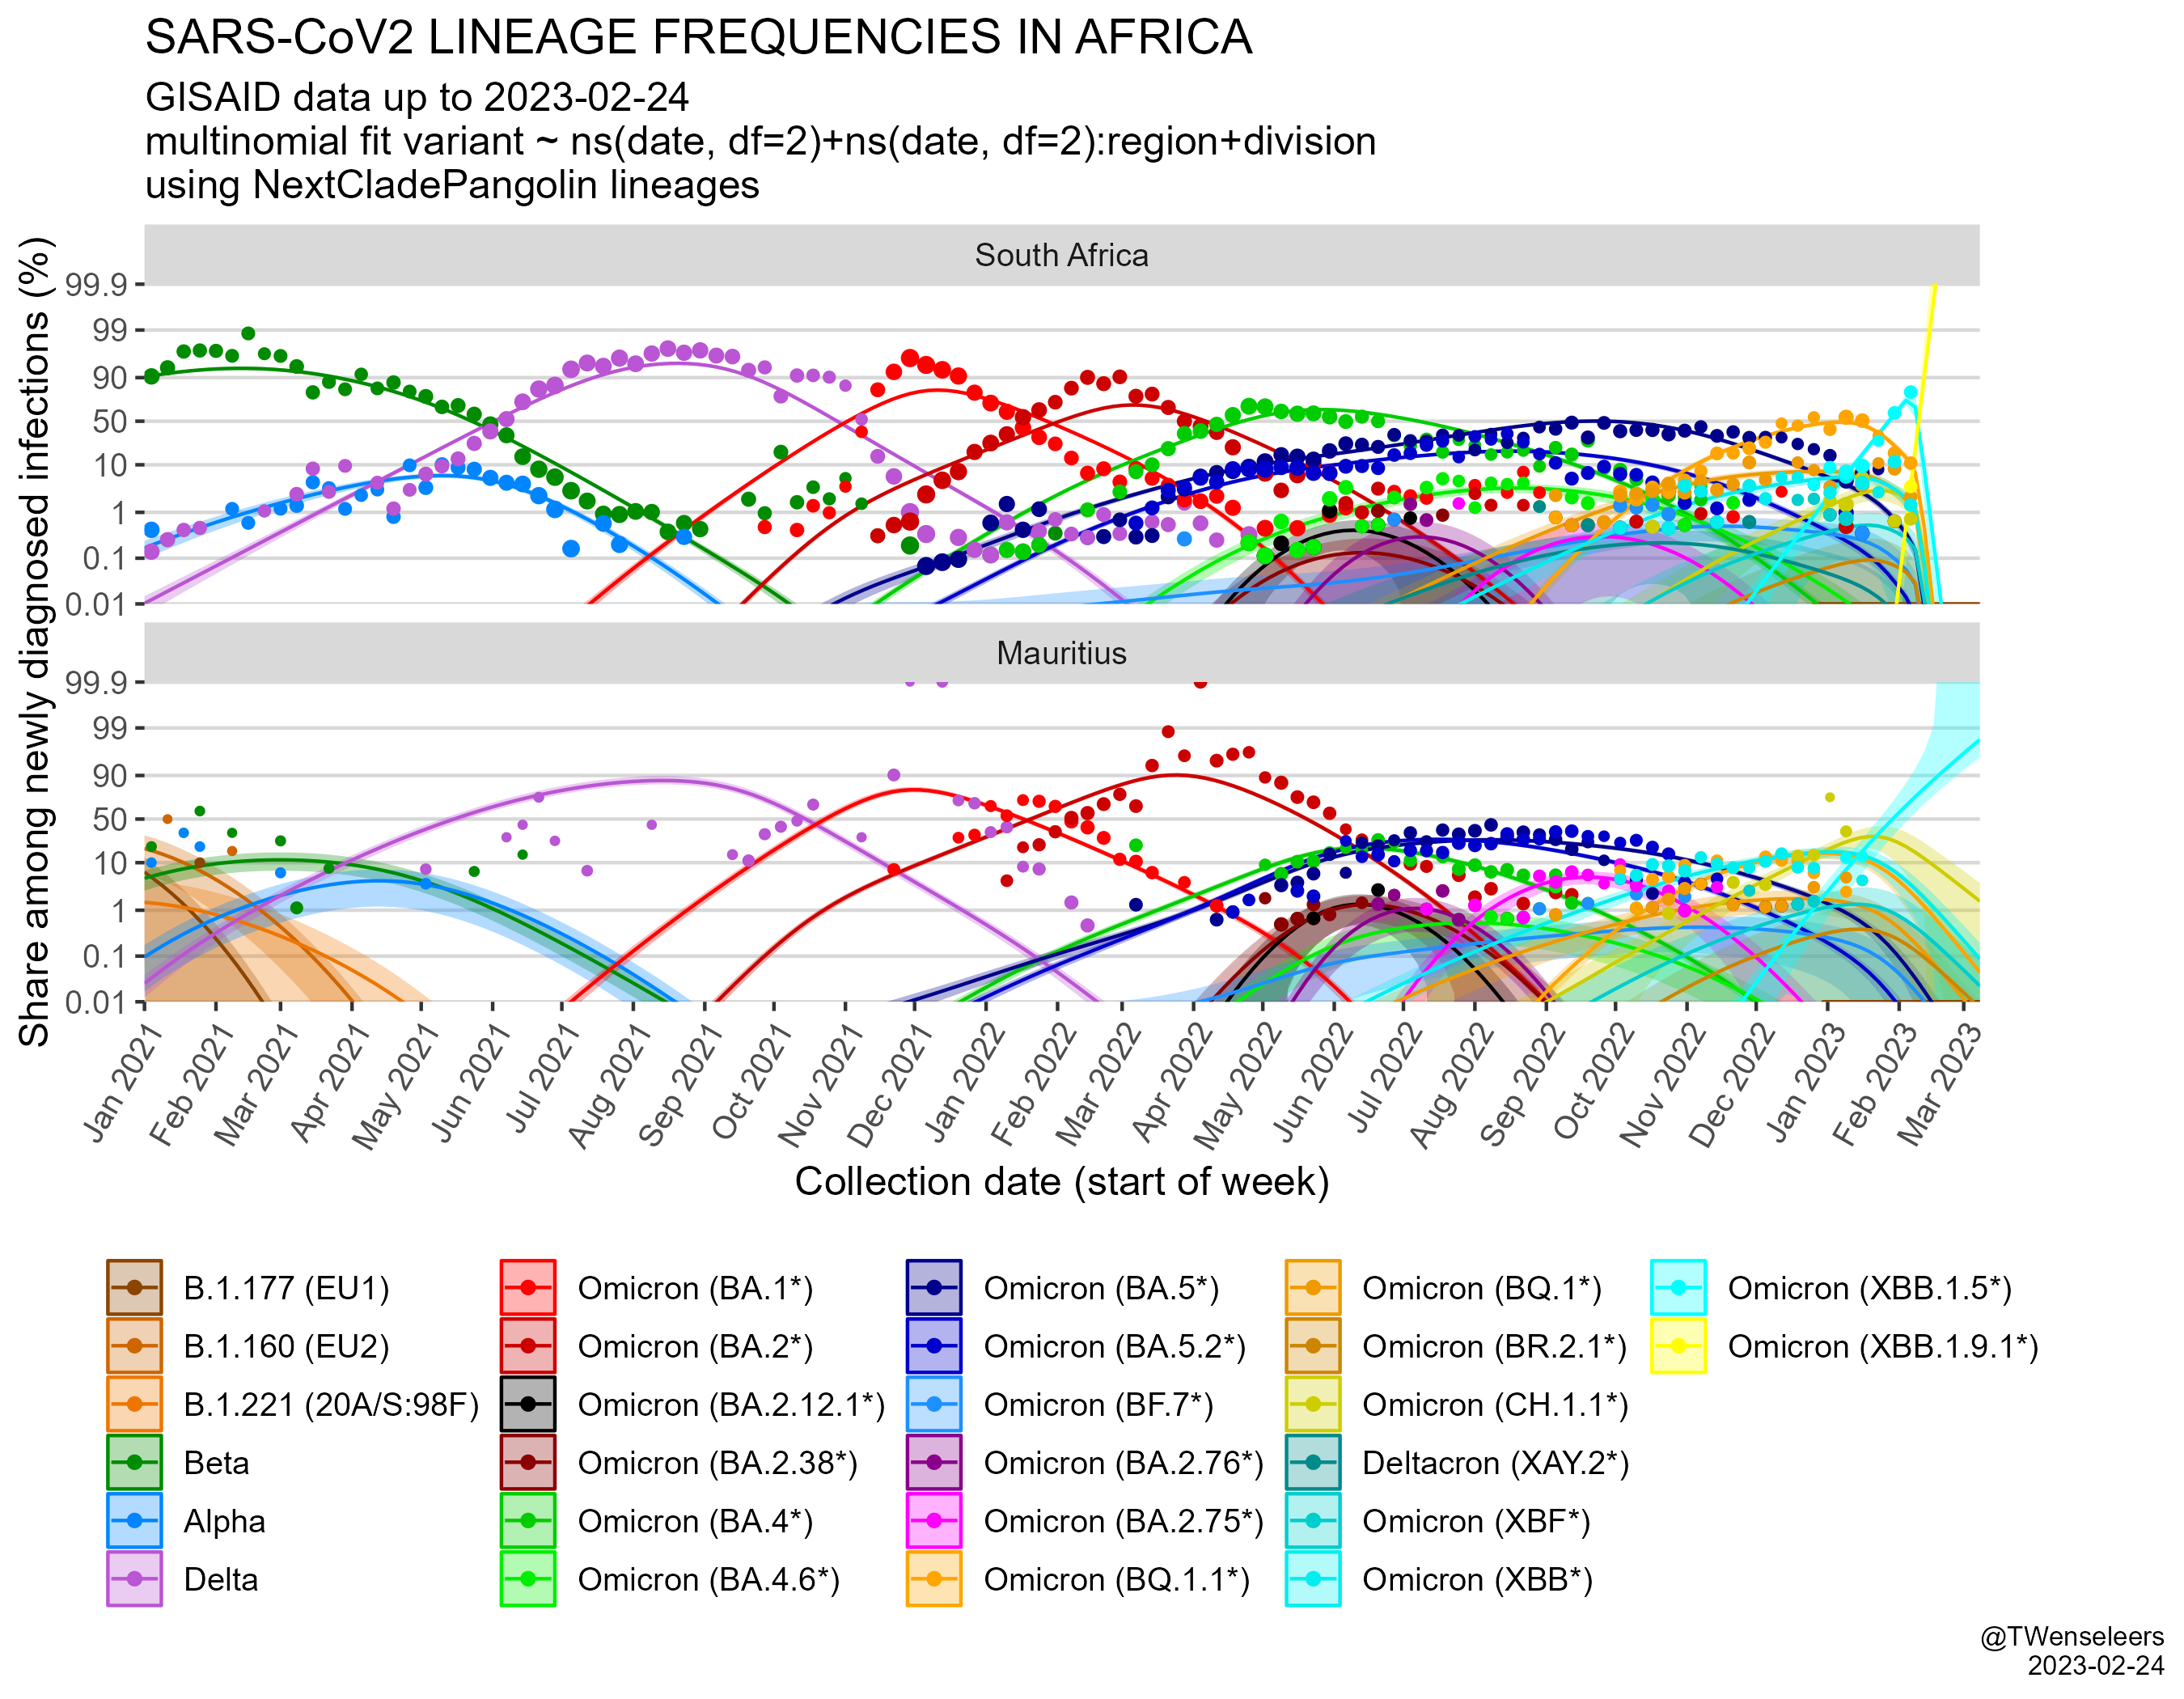 SARS-CoV2 LINEAGE FREQUENCIES IN AFRICA
GISAID data up to 2023-02-24
multinomial fit variant ~ ns(date, df=2)+ns(date, df=2):region+division
using NextCladePangolin lineages
Share among newly diagnosed infections (%)
South Africa
99.9
99
90
50
10
1
0.1
0.01
Mauritius
99.9
99
90
50
10
1
0.1
0.01
Jan 2021
Feb 2021
Mar 2021
Apr 2021
May 2021
Jun 2021
Jul 2021
Aug 2021
Sep 2021
Oct 2021
Nov 2021
Dec 2021
Jan 2022
Feb 2022
Mar 2022
Apr 2022
May 2022
Jun 2022
Jul 2022
Aug 2022
Sep 2022
Oct 2022
Nov 2022
Dec 2022
Jan 2023
Feb 2023
Mar 2023
Collection date (start of week)
B.1.177 (EU1)
B.1.160 (EU2)
B.1.221 (20A/S:98F)
Beta
Alpha
Delta
Omicron (BA.1*)
Omicron (BA.2*)
Omicron (BA.2.12.1*)
Omicron (BA.2.38*)
Omicron (BA.4*)
Omicron (BA.4.6*)
Omicron (BA.5*)
Omicron (BA.5.2*)
Omicron (BF.7*)
Omicron (BA.2.76*)
Omicron (BA.2.75*)
Omicron (BQ.1.1*)
Omicron (BQ.1*)
Omicron (BR.2.1*)
Omicron (CH.1.1*)
Deltacron (XAY.2*)
Omicron (XBF*)
Omicron (XBB*)
Omicron (XBB.1.5*)
Omicron (XBB.1.9.1*)
@TWenseleers
2023-02-24